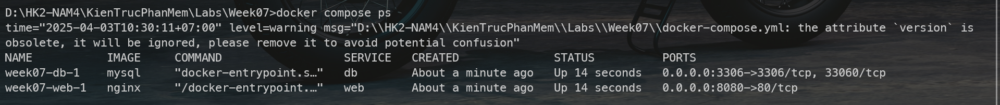 D:\HK2-NAM4\KienTrucPhanMem\Labs\Week07>docker compose ps
time="2025-04-03T10:30:11+07:00" level=warning msg="D:\\HK2-NAM4\\KienTrucPhanMem\\Labs\\Week07\\docker-compose.yml: the attribute `version` is
obsolete, it will be ignored, please remove it to avoid potential confusion"
NAME           IMAGE     COMMAND                  SERVICE   CREATED              STATUS          PORTS
week07-db-1    mysql     "docker-entrypoint.s…"   db        About a minute ago   Up 14 seconds   0.0.0.0:3306->3306/tcp, 33060/tcp
week07-web-1   nginx     "/docker-entrypoint.…"   web       About a minute ago   Up 14 seconds   0.0.0.0:8080->80/tcp